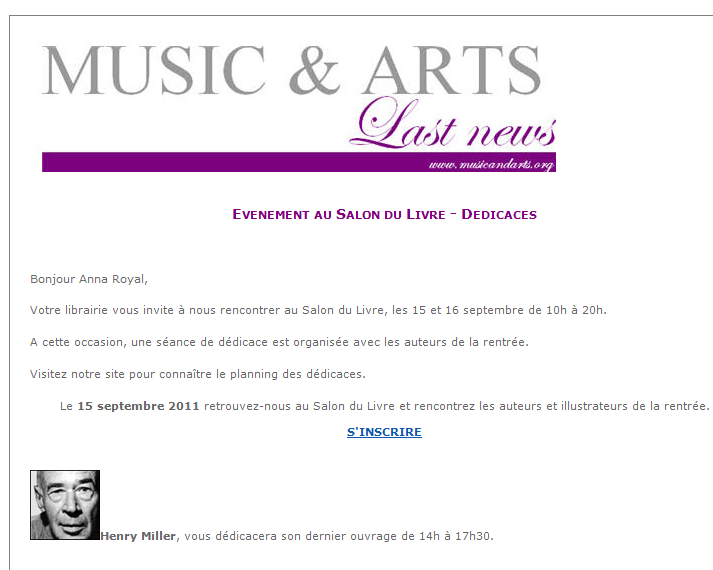 MUSIC & ARTS
Last news
www.musicandarts.org
EVENEMENT AU SALON DU LIVRE - DEDICACES
Bonjour Anna Royal,
Votre librairie vous invite à nous rencontrer au Salon du Livre, les 15 et 16 septembre de 10h à 20h.
A cette occasion, une séance de dédicace est organisée avec les auteurs de la rentrée.
Visitez notre site pour connaître le planning des dédicaces.
Le 15 septembre 2011 retrouvez-nous au Salon du Livre et rencontrez les auteurs et illustrateurs de la rentrée.
S'INSCRIRE
Henry Miller, vous dédicacera son dernier ouvrage de 14h à 17h30.